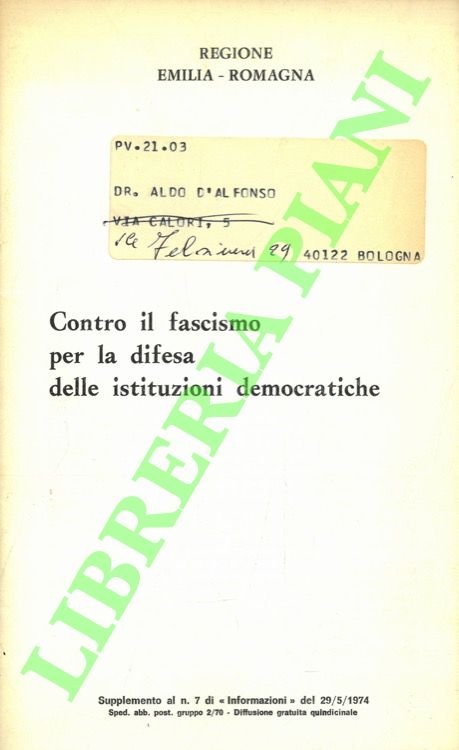 REGIONE
EMILIA - ROMAGNA
PV.21.03
DR. ALDO D'ALFONSO
VIA CALORI, 5
29 40122 BOLOGNA
Contro il fascismo
per la difesa
delle istituzioni democratiche
Supplemento al n. 7 di « Informazioni » del 29/5/1974
Sped. abb. post. gruppo 2/70 - Diffusione gratuita quindicinale
LIBRERIA PIANI